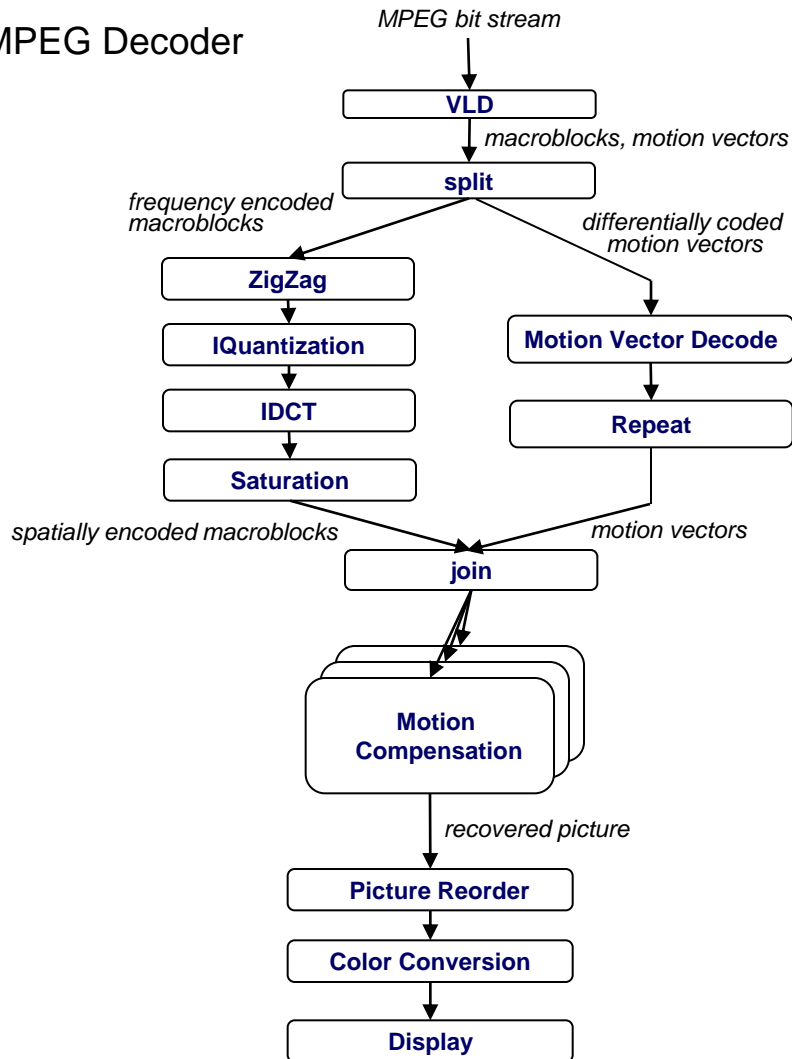 MPEG Decoder
MPEG bit stream
VLD
macroblocks, motion vectors
split
frequency encoded
macroblocks
differentially coded
motion vectors
ZigZag
IQuantization
IDCT
Saturation
Motion Vector Decode
Repeat
spatially encoded macroblocks
motion vectors
join
Motion
Compensation
recovered picture
Picture Reorder
Color Conversion
Display